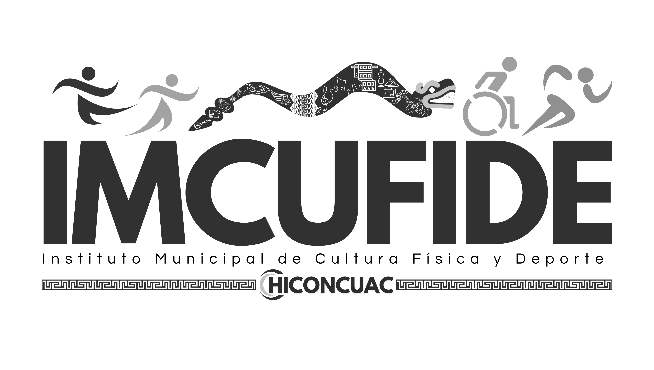 IMCUFIDE
Instituto Municipal de Cultura Física y Deporte
CHICONCUAC